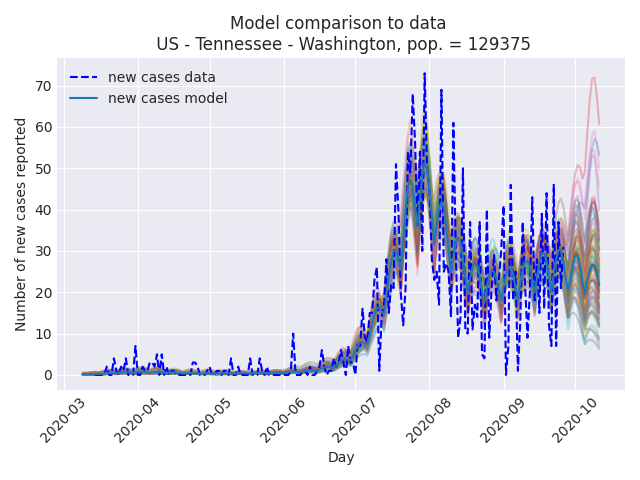 Model comparison to data
US - Tennessee - Washington, pop. = 129375
new cases data
new cases model
Number of new cases reported
70
60
50
40
30
20
10
0
2020-03
2020-04
2020-05
2020-06
2020-07
2020-08
2020-09
2020-10
Day